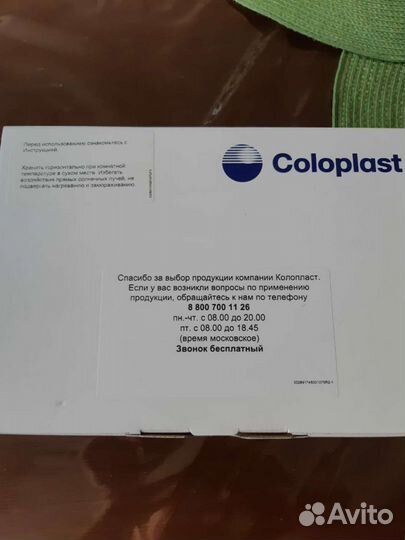 Перед использованием ознакомьтесь с
Инструкцией.
Хранить горизонтально при комнатной
температуре в сухом месте. Избегать
воздействия прямых солнечных лучей, не
подвергать нагреванию и замораживанию.
Coloplast
Спасибо за выбор продукции компании Колопласт.
Если у вас возникли вопросы по применению
продукции, обращайтесь к нам по телефону
8 800 700 11 26
пн.-чт. с 08.00 до 20.00
пт. с 08.00 до 18.45
(время московское)
Звонок бесплатный
Avito